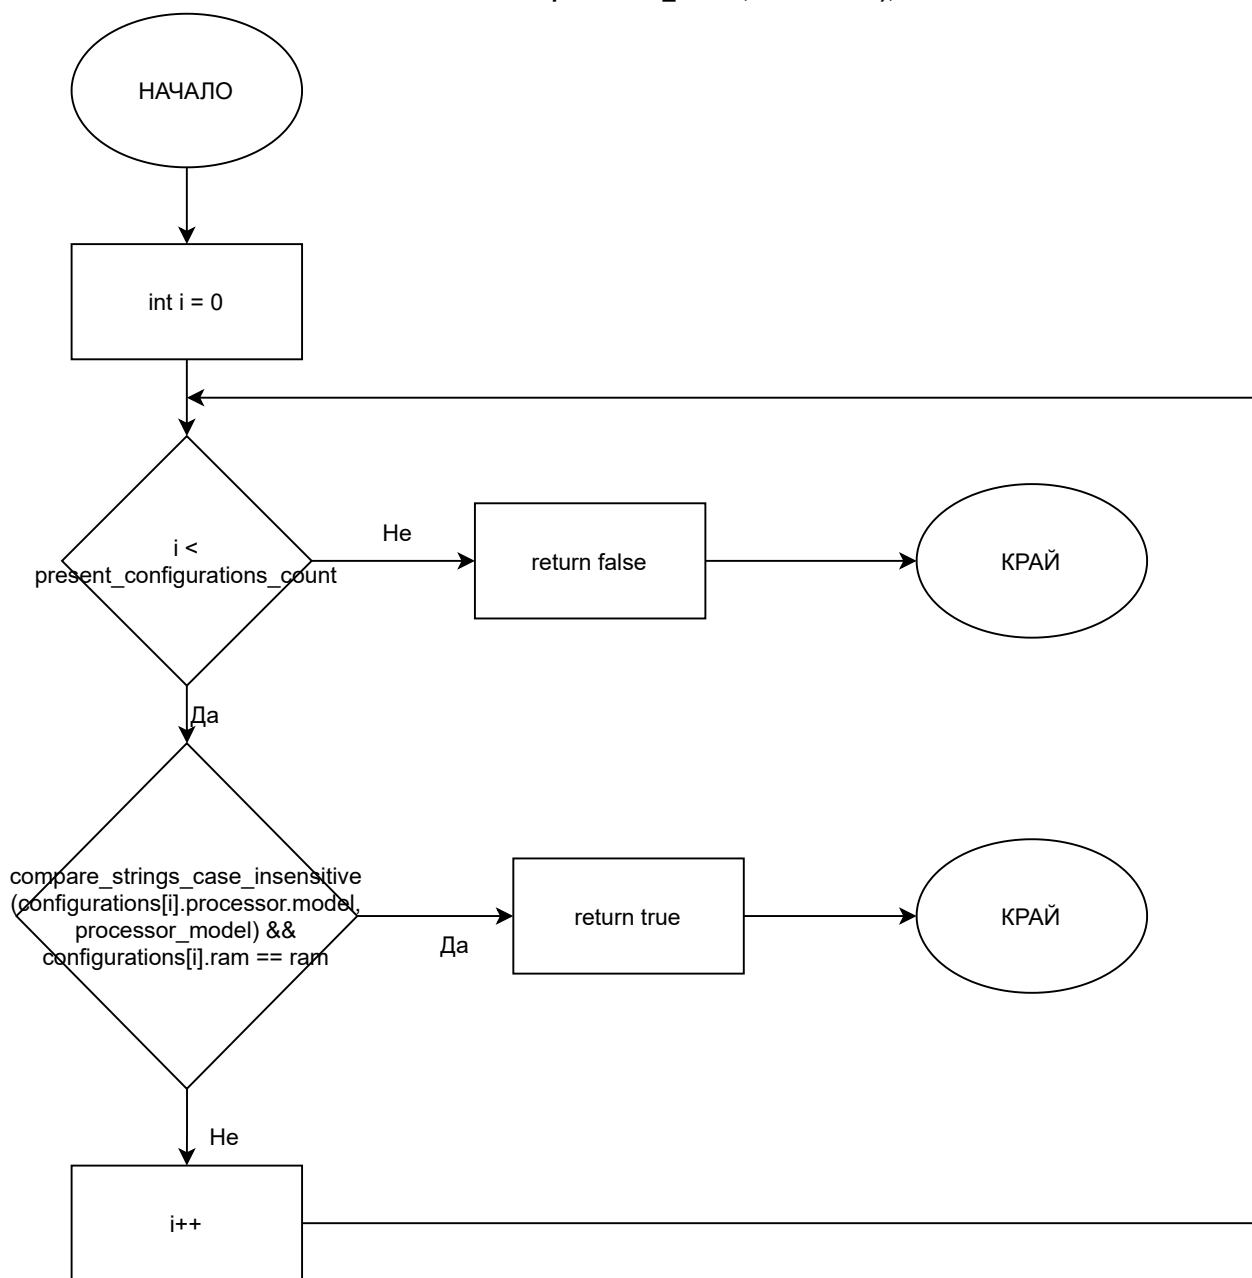 НАЧАЛО
int i = 0
i <
present_configurations_count
Не
return false
КРАЙ
Да
compare_strings_case_insensitive
(configurations[i].processor.model,
processor_model) &&
configurations[i].ram == ram
Да
return true
КРАЙ
Не
i++